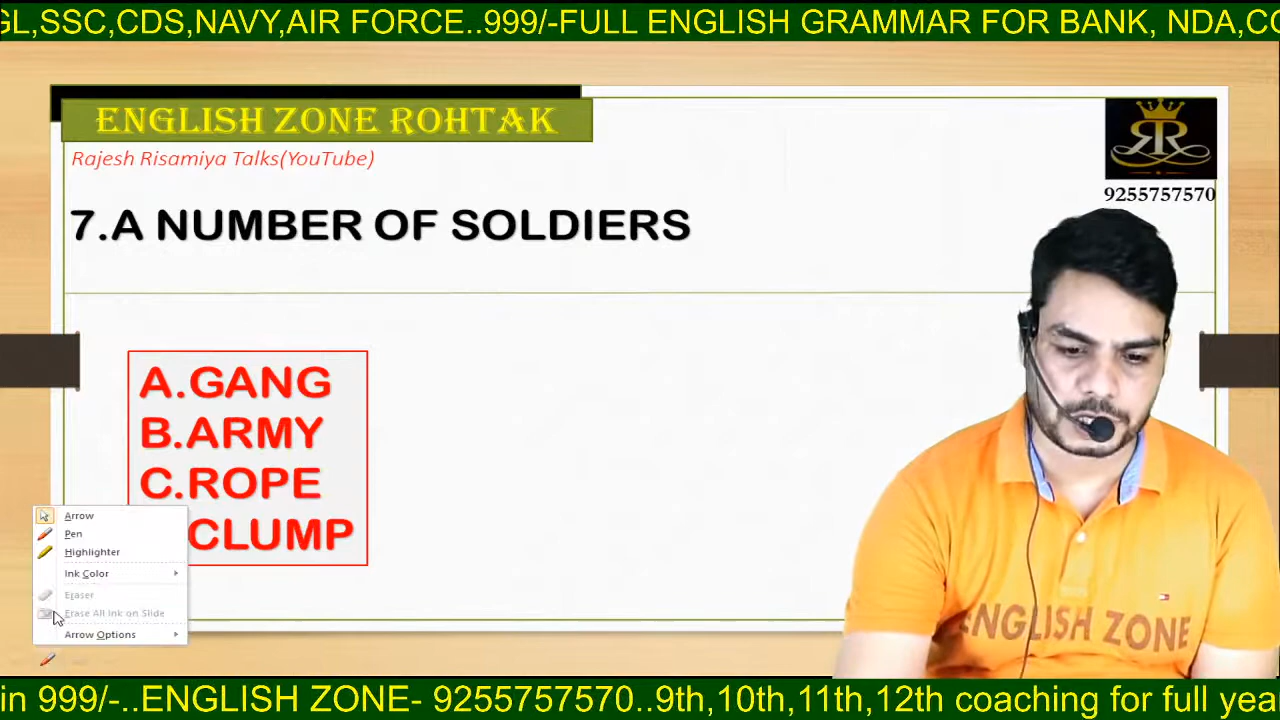 GL,SSC,CDS,NAVY,AIR FORCE..999/-FULL ENGLISH GRAMMAR FOR BANK, NDA,CG
ENGLISH ZONE ROHTAK
Rajesh Risamiya Talks(YouTube)
9255757570
7.A NUMBER OF SOLDIERS
A.GANG
B.ARMY
C.ROPE
CLUMP
Arrow
Pen
Highlighter
Ink Color
Eraser
Erase All Ink on Slide
Arrow Options
ENGLISH ZONE
in 999/-..ENGLISH ZONE- 9255757570..9th,10th,11th,12th coaching for full yea